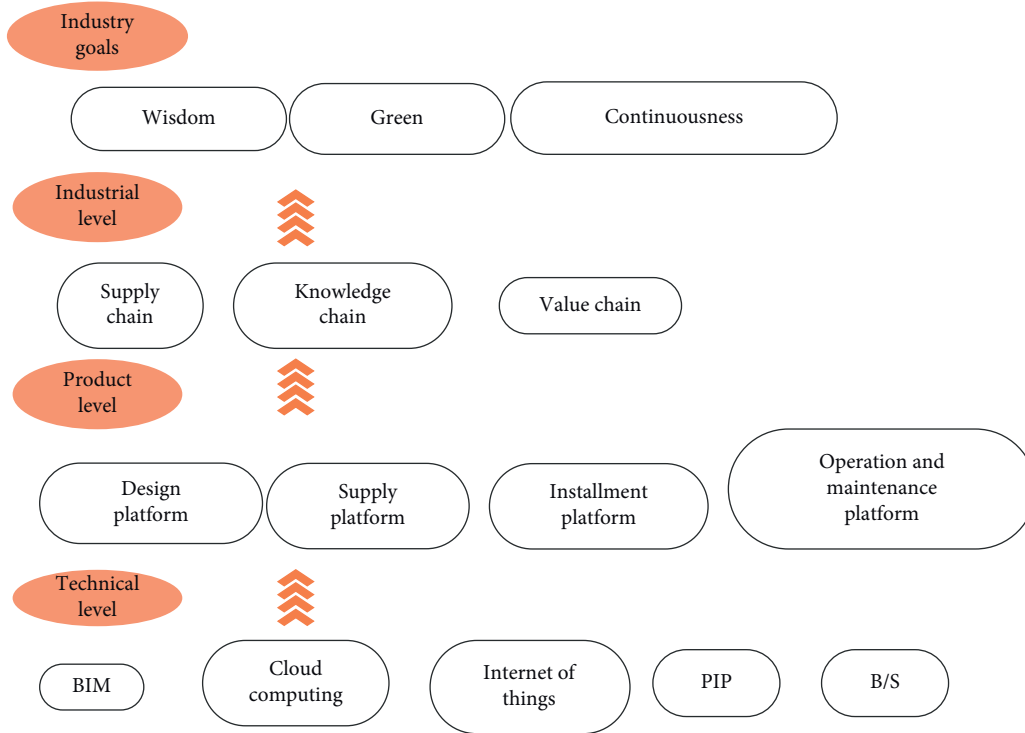 Industry
goals
Wisdom
Green
Continuousness
Industrial
level
Supply
chain
Knowledge
chain
Value chain
Product
level
Design
platform
Supply
platform
Installment
platform
Operation and
maintenance
platform
Technical
level
BIM
Cloud
computing
Internet of
things
PIP
B/S